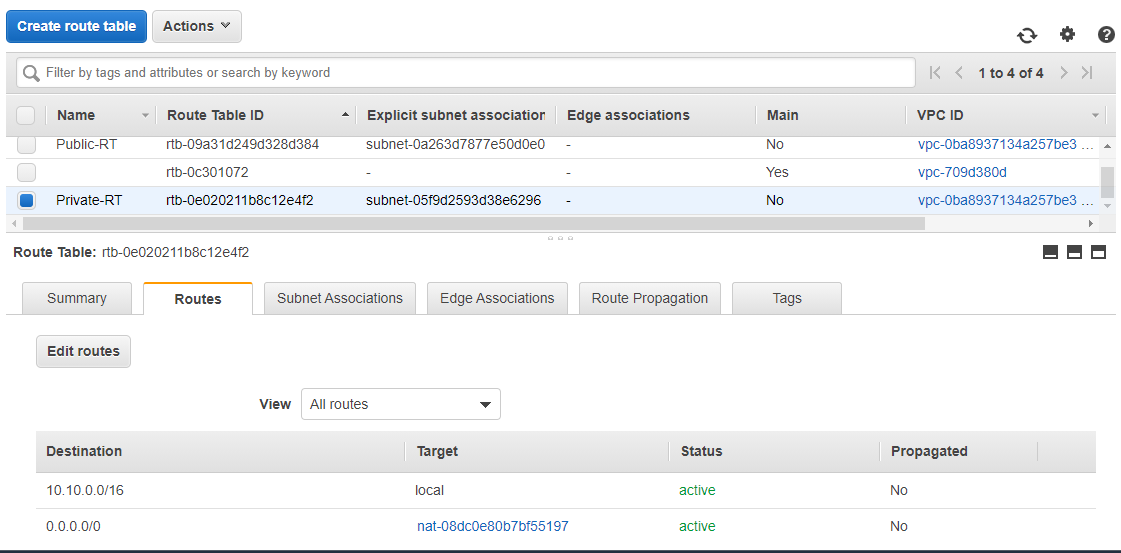 Create route table Actions
Filter by tags and attributes or search by keyword 1 to 4 of 4
Name Route Table ID Explicit subnet association Edge associations Main VPC ID
Public-RT rtb-09a31d249d328d384 subnet-0a263d7877e50d0e0 - No vpc-0ba8937134a257be3 ...
rtb-0c301072 - - Yes vpc-709d380d
Private-RT rtb-0e020211b8c12e4f2 subnet-05f9d2593d38e6296 - No vpc-0ba8937134a257be3 ...
Route Table: rtb-0e020211b8c12e4f2
Summary Routes Subnet Associations Edge Associations Route Propagation Tags
Edit routes
View All routes
Destination Target Status Propagated
10.10.0.0/16 local active No
0.0.0.0/0 nat-08dc0e80b7bf55197 active No